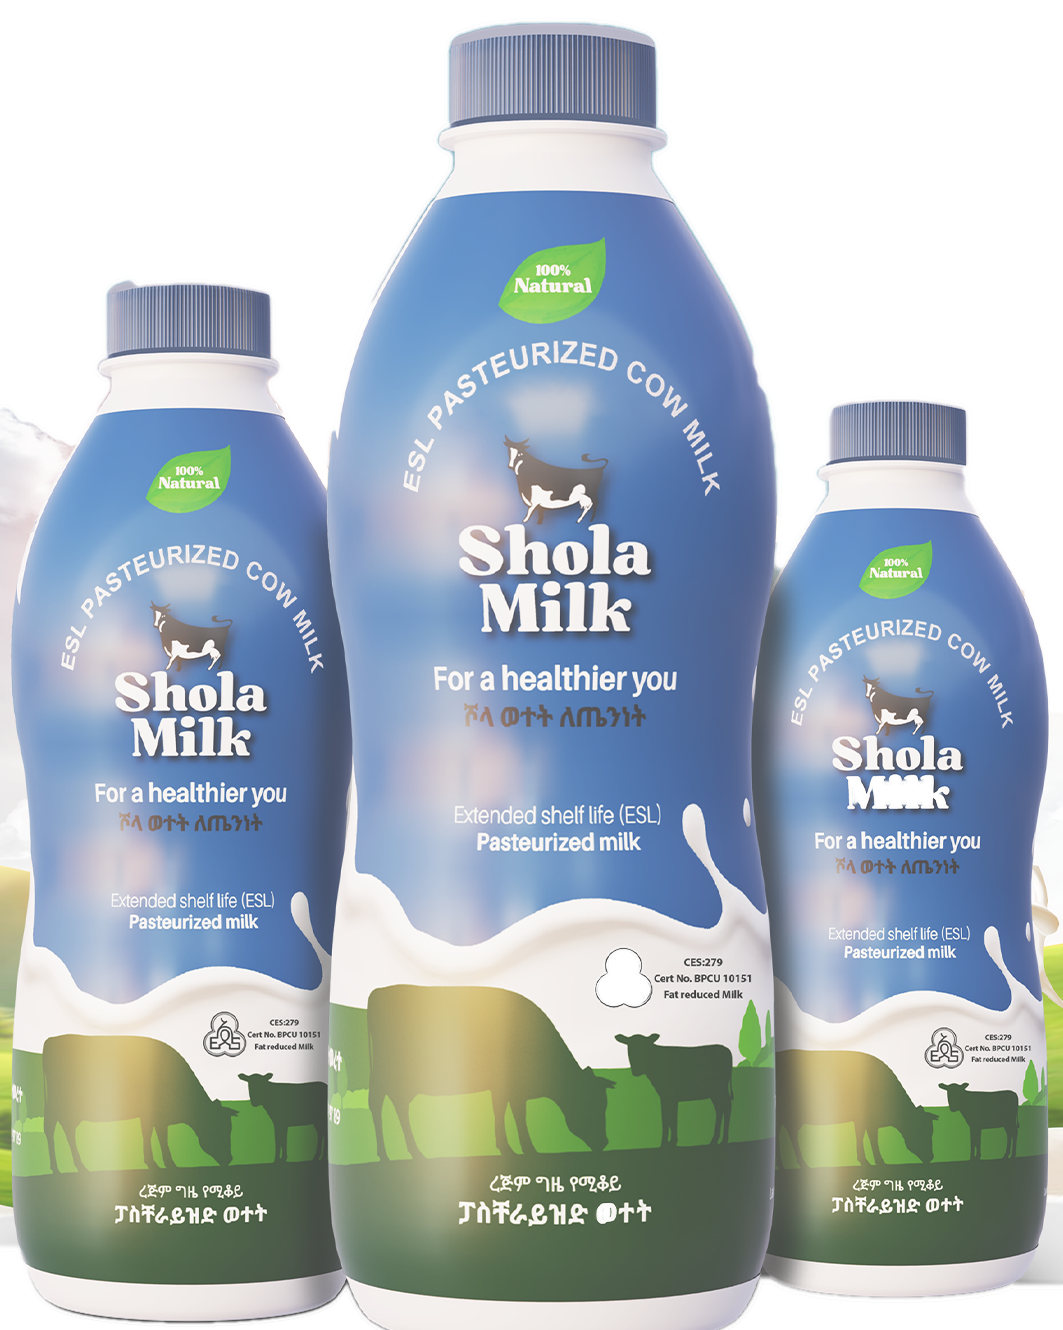 100%
Natural
ESL PASTEURIZED COW MILK
Shola
Milk
For a healthier you
ሾላ ወተት ለጤንነት
Extended shelf life (ESL)
Pasteurized milk
CES:279
Cert No. BPCU 10151
Fat reduced Milk
ረጅም ግዜ የሚቆይ
ፓስቸራይዝድ ወተት
100%
Natural
ESL PASTEURIZED COW MILK
Shola
Milk
For a healthier you
ሾላ ወተት ለጤንነት
Extended shelf life (ESL)
Pasteurized milk
CES:279
Cert No. BPCU 10151
Fat reduced Milk
ረጅም ግዜ የሚቆይ
ፓስቸራይዝድ
100%
Natural
ESL PASTEURIZED COW MILK
Shola
For a healthier you
ሾላ ወተት ለጤንነት
Extended shelf life (ESL)
Pasteurized milk
CES:279
Cert No. BPCU 10151
Fat reduced Milk
ረጅም ግዜ የሚቆይ
ፓስቸራይዝድ ወተት